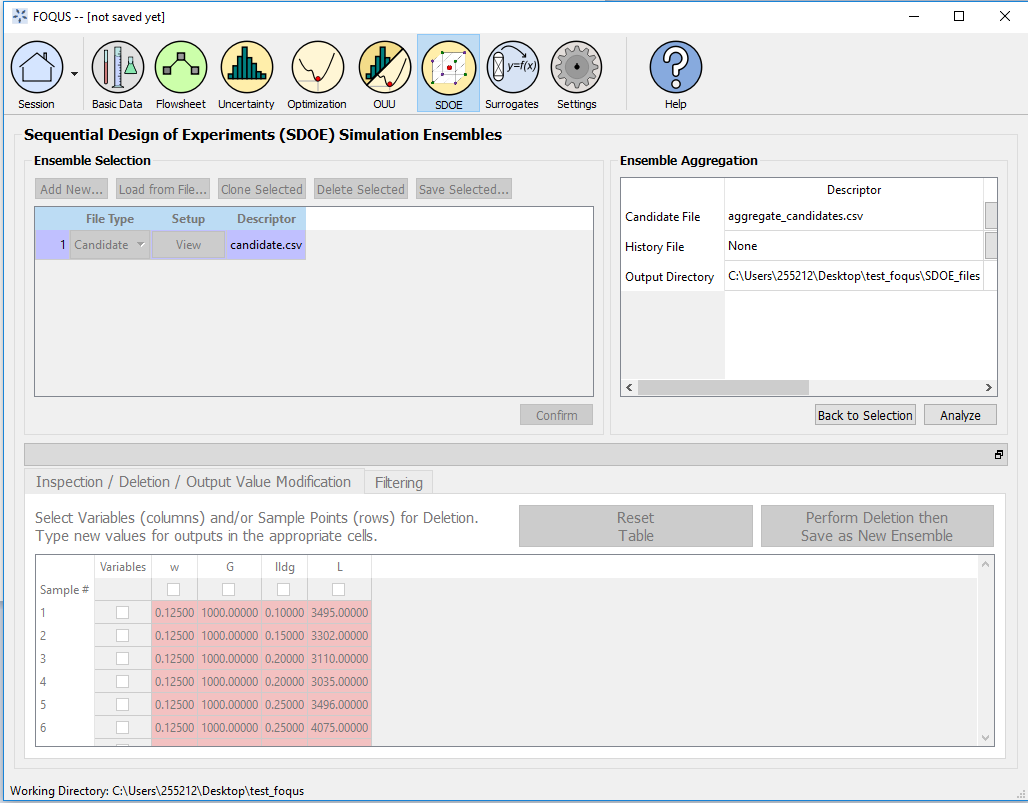 FOQUS -- [not saved yet]
Session
Basic Data
Flowsheet
Uncertainty
Optimization
OUU
SDOE
y=f(x)
Surrogates
Settings
?
Help
Sequential Design of Experiments (SDOE) Simulation Ensembles
Ensemble Selection
Add New...
Load from File...
Clone Selected
Delete Selected
Save Selected...
File Type Setup Descriptor
1 Candidate View candidate.csv
Confirm
Ensemble Aggregation
Descriptor
Candidate File aggregate_candidates.csv
History File None
Output Directory C:\Users\255212\Desktop\test_foqus\SDOE_files
Back to Selection
Analyze
Inspection / Deletion / Output Value Modification
Filtering
Select Variables (columns) and/or Sample Points (rows) for Deletion.
Type new values for outputs in the appropriate cells.
Reset
Table
Perform Deletion then
Save as New Ensemble
Variables w G lldg L
Sample #
1 0.12500 1000.00000 0.10000 3495.00000
2 0.12500 1000.00000 0.15000 3302.00000
3 0.12500 1000.00000 0.20000 3110.00000
4 0.12500 1000.00000 0.20000 3035.00000
5 0.12500 1000.00000 0.25000 3496.00000
6 0.12500 1000.00000 0.25000 4075.00000
Working Directory: C:\Users\255212\Desktop\test_foqus